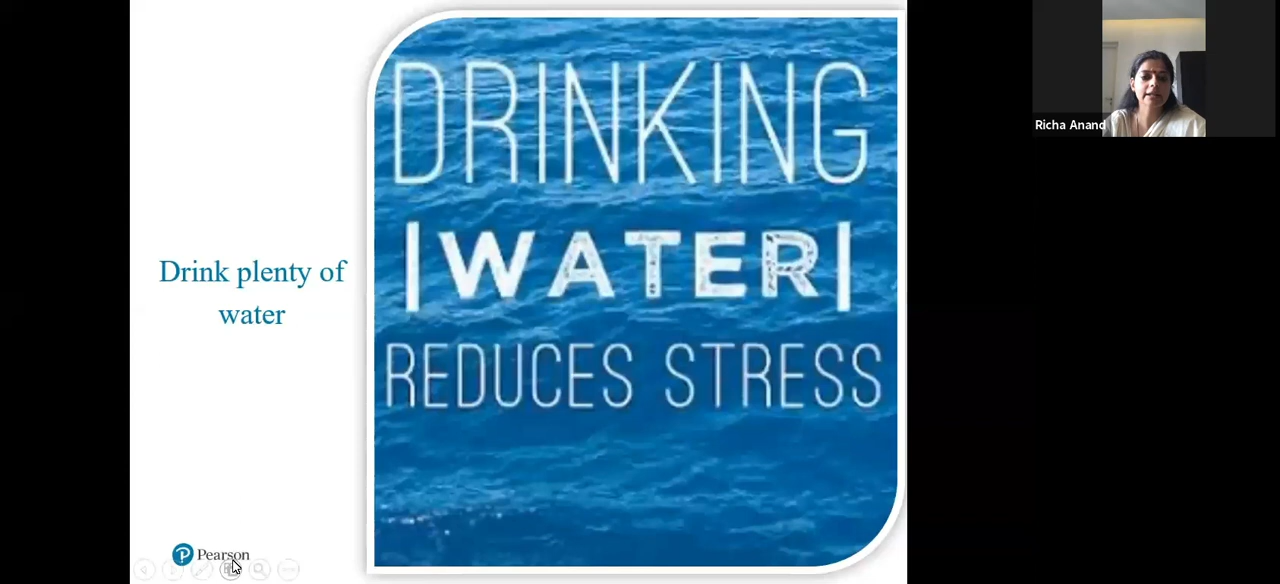 Drink plenty of
water
DRINKING
|WATER|
REDUCES STRESS
Pearson
Richa Anand